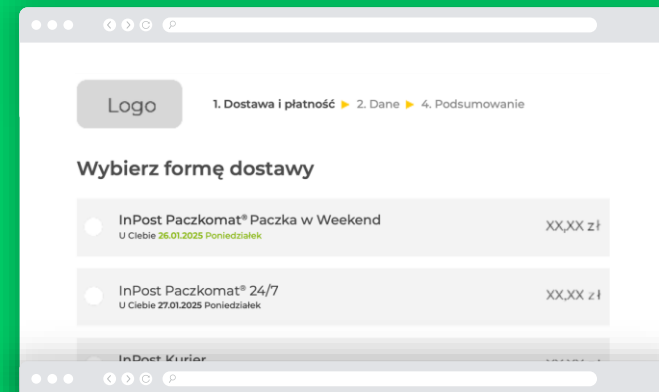 Logo
1. Dostawa i płatność ▶ 2. Dane ▶ 4. Podsumowanie
Wybierz formę dostawy
InPost Paczkomat® Paczka w Weekend
XX,XX zł
U CIebie 26.01.2025 Poniedziałek
InPost Paczkomat® 24/7
XX,XX zł
U Ciebie 27.01.2025 Poniedziałek
InPost Kurier